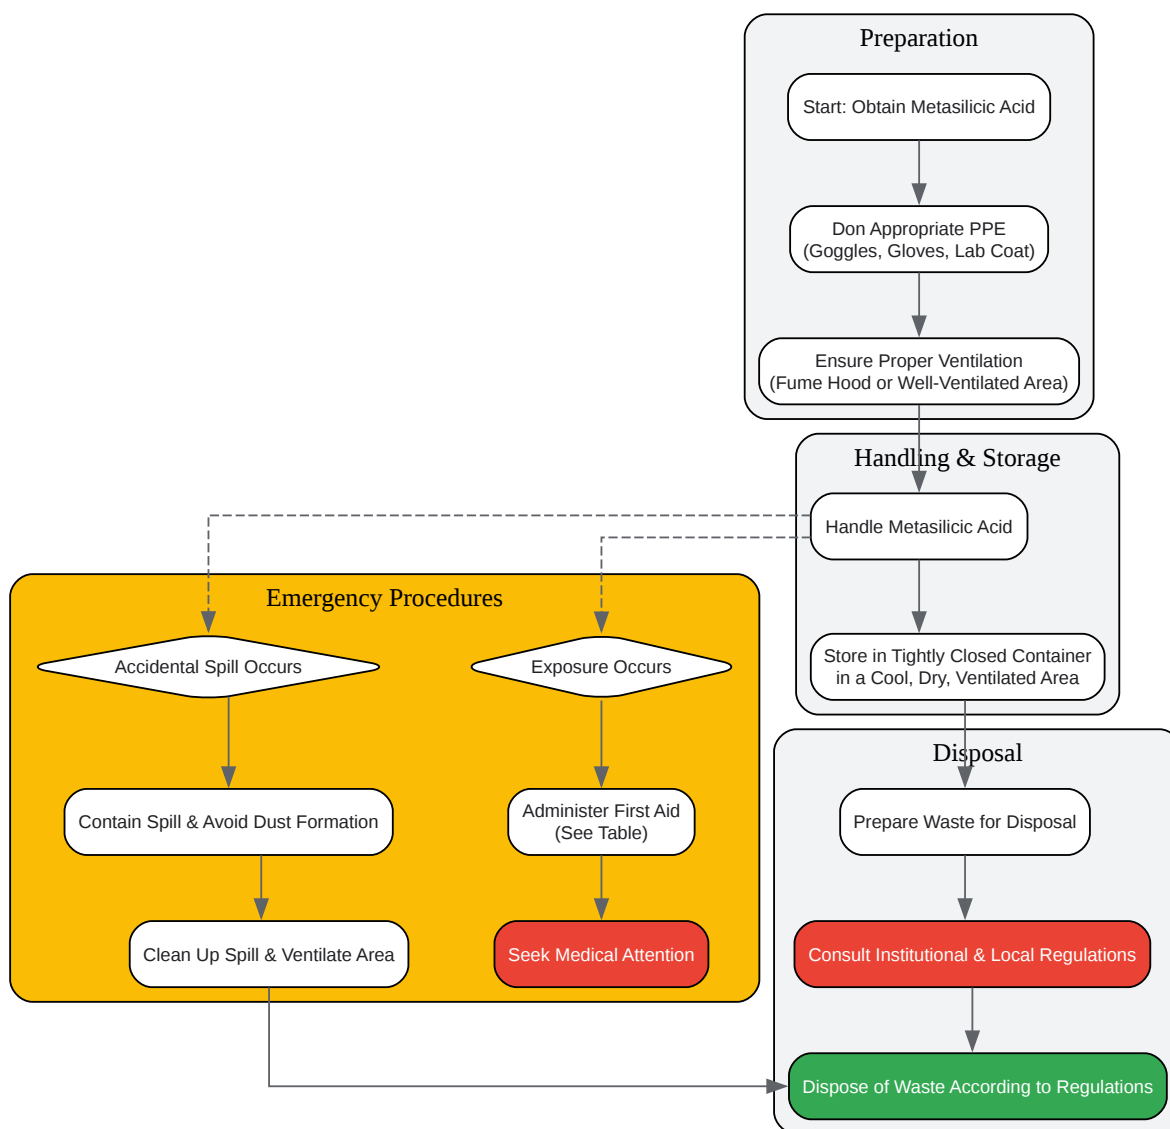 Preparation
Start: Obtain Metasilicic Acid
Don Appropriate PPE
(Goggles, Gloves, Lab Coat)
Ensure Proper Ventilation
(Fume Hood or Well-Ventilated Area)
Handling & Storage
Handle Metasilicic Acid
Store in Tightly Closed Container
in a Cool, Dry, Ventilated Area
Emergency Procedures
Accidental Spill Occurs
Exposure Occurs
Contain Spill & Avoid Dust Formation
Administer First Aid
(See Table)
Clean Up Spill & Ventilate Area
Seek Medical Attention
Disposal
Prepare Waste for Disposal
Consult Institutional & Local Regulations
Dispose of Waste According to Regulations